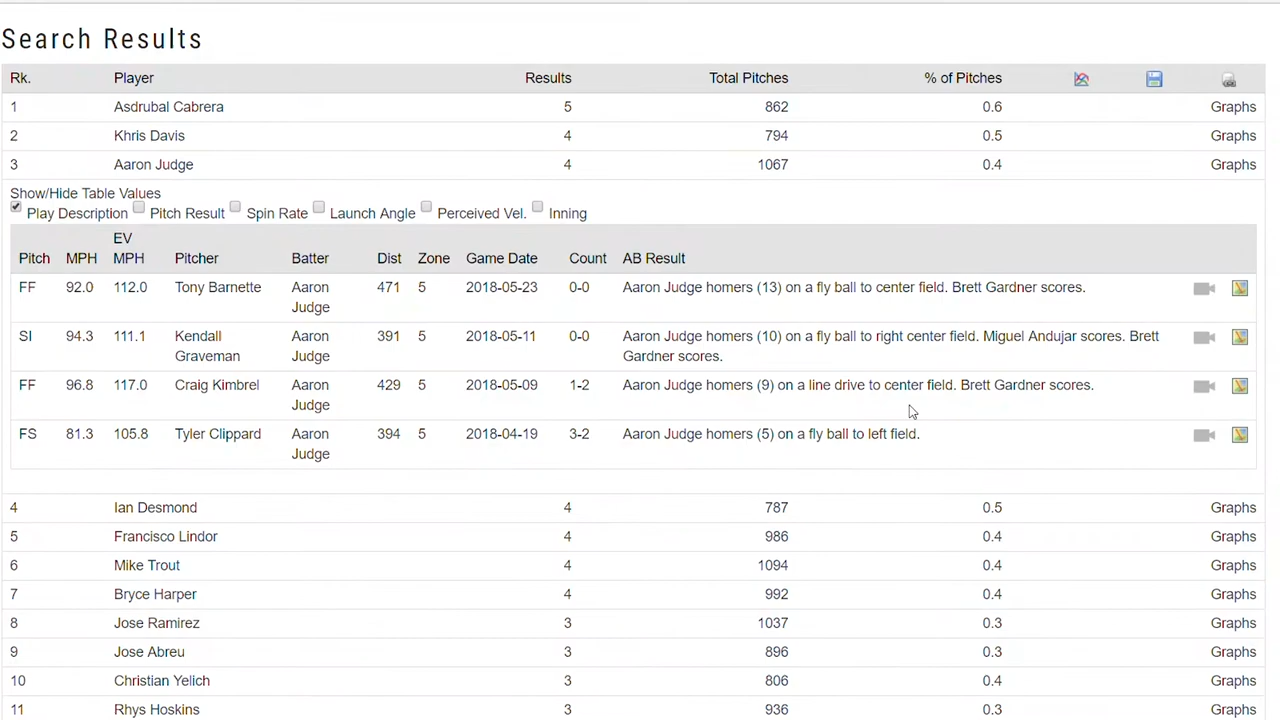 Search Results
Rk. Player Results Total Pitches % of Pitches
1 Asdrubal Cabrera 5 862 0.6 Graphs
2 Khris Davis 4 794 0.5 Graphs
3 Aaron Judge 4 1067 0.4 Graphs
Show/Hide Table Values
Play Description Pitch Result Spin Rate Launch Angle Perceived Vel. Inning
Pitch MPH EV MPH Pitcher Batter Dist Zone Game Date Count AB Result
FF 92.0 112.0 Tony Barnette Aaron Judge 471 5 2018-05-23 0-0 Aaron Judge homers (13) on a fly ball to center field. Brett Gardner scores.
SI 94.3 111.1 Kendall Graveman Aaron Judge 391 5 2018-05-11 0-0 Aaron Judge homers (10) on a fly ball to right center field. Miguel Andujar scores. Brett Gardner scores.
FF 96.8 117.0 Craig Kimbrel Aaron Judge 429 5 2018-05-09 1-2 Aaron Judge homers (9) on a line drive to center field. Brett Gardner scores.
FS 81.3 105.8 Tyler Clippard Aaron Judge 394 5 2018-04-19 3-2 Aaron Judge homers (5) on a fly ball to left field.
4 Ian Desmond 4 787 0.5 Graphs
5 Francisco Lindor 4 986 0.4 Graphs
6 Mike Trout 4 1094 0.4 Graphs
7 Bryce Harper 4 992 0.4 Graphs
8 Jose Ramirez 3 1037 0.3 Graphs
9 Jose Abreu 3 896 0.3 Graphs
10 Christian Yelich 3 806 0.4 Graphs
11 Rhys Hoskins 3 936 0.3 Graphs